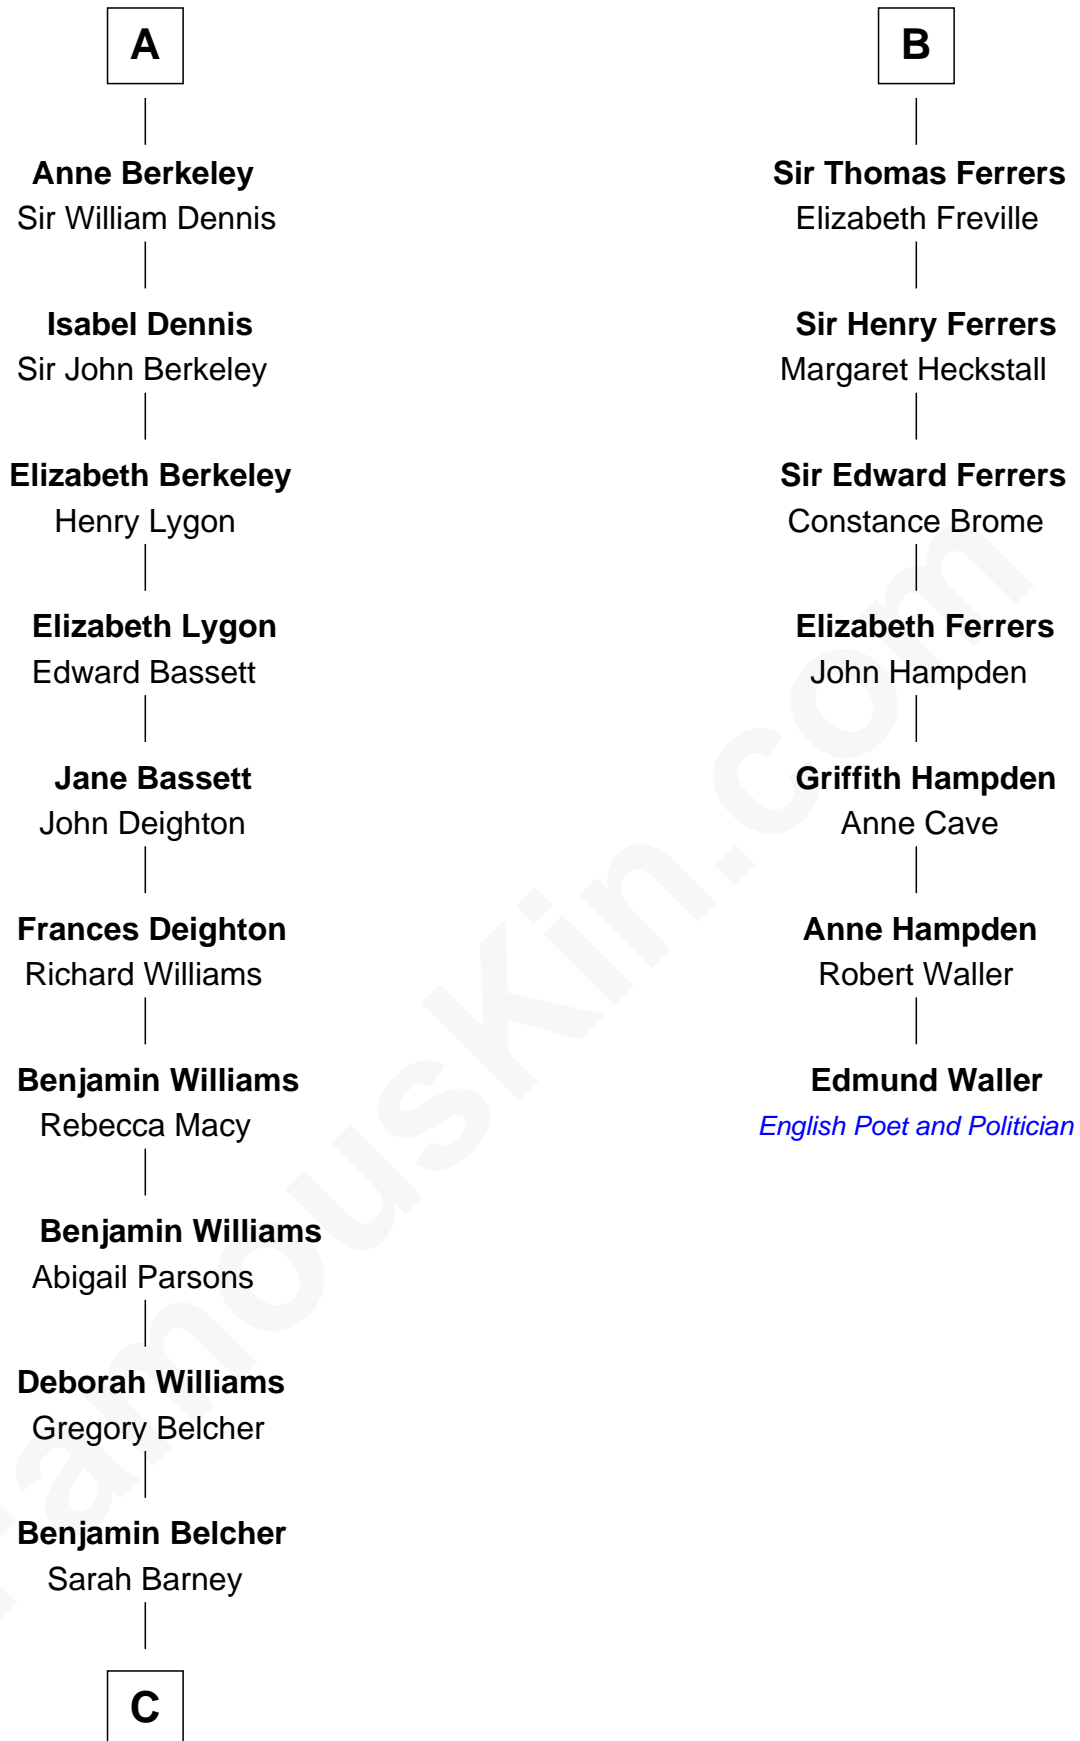 A
Anne Berkeley
Sir William Dennis
Isabel Dennis
Sir John Berkeley
Elizabeth Berkeley
Henry Lygon
Elizabeth Lygon
Edward Bassett
Jane Bassett
John Deighton
Frances Deighton
Richard Williams
Benjamin Williams
Rebecca Macy
Benjamin Williams
Abigail Parsons
Deborah Williams
Gregory Belcher
Benjamin Belcher
Sarah Barney
C
B
Sir Thomas Ferrers
Elizabeth Freville
Sir Henry Ferrers
Margaret Heckstall
Sir Edward Ferrers
Constance Brome
Elizabeth Ferrers
John Hampden
Griffith Hampden
Anne Cave
Anne Hampden
Robert Waller
Edmund Waller
English Poet and Politician
FamousKin.com